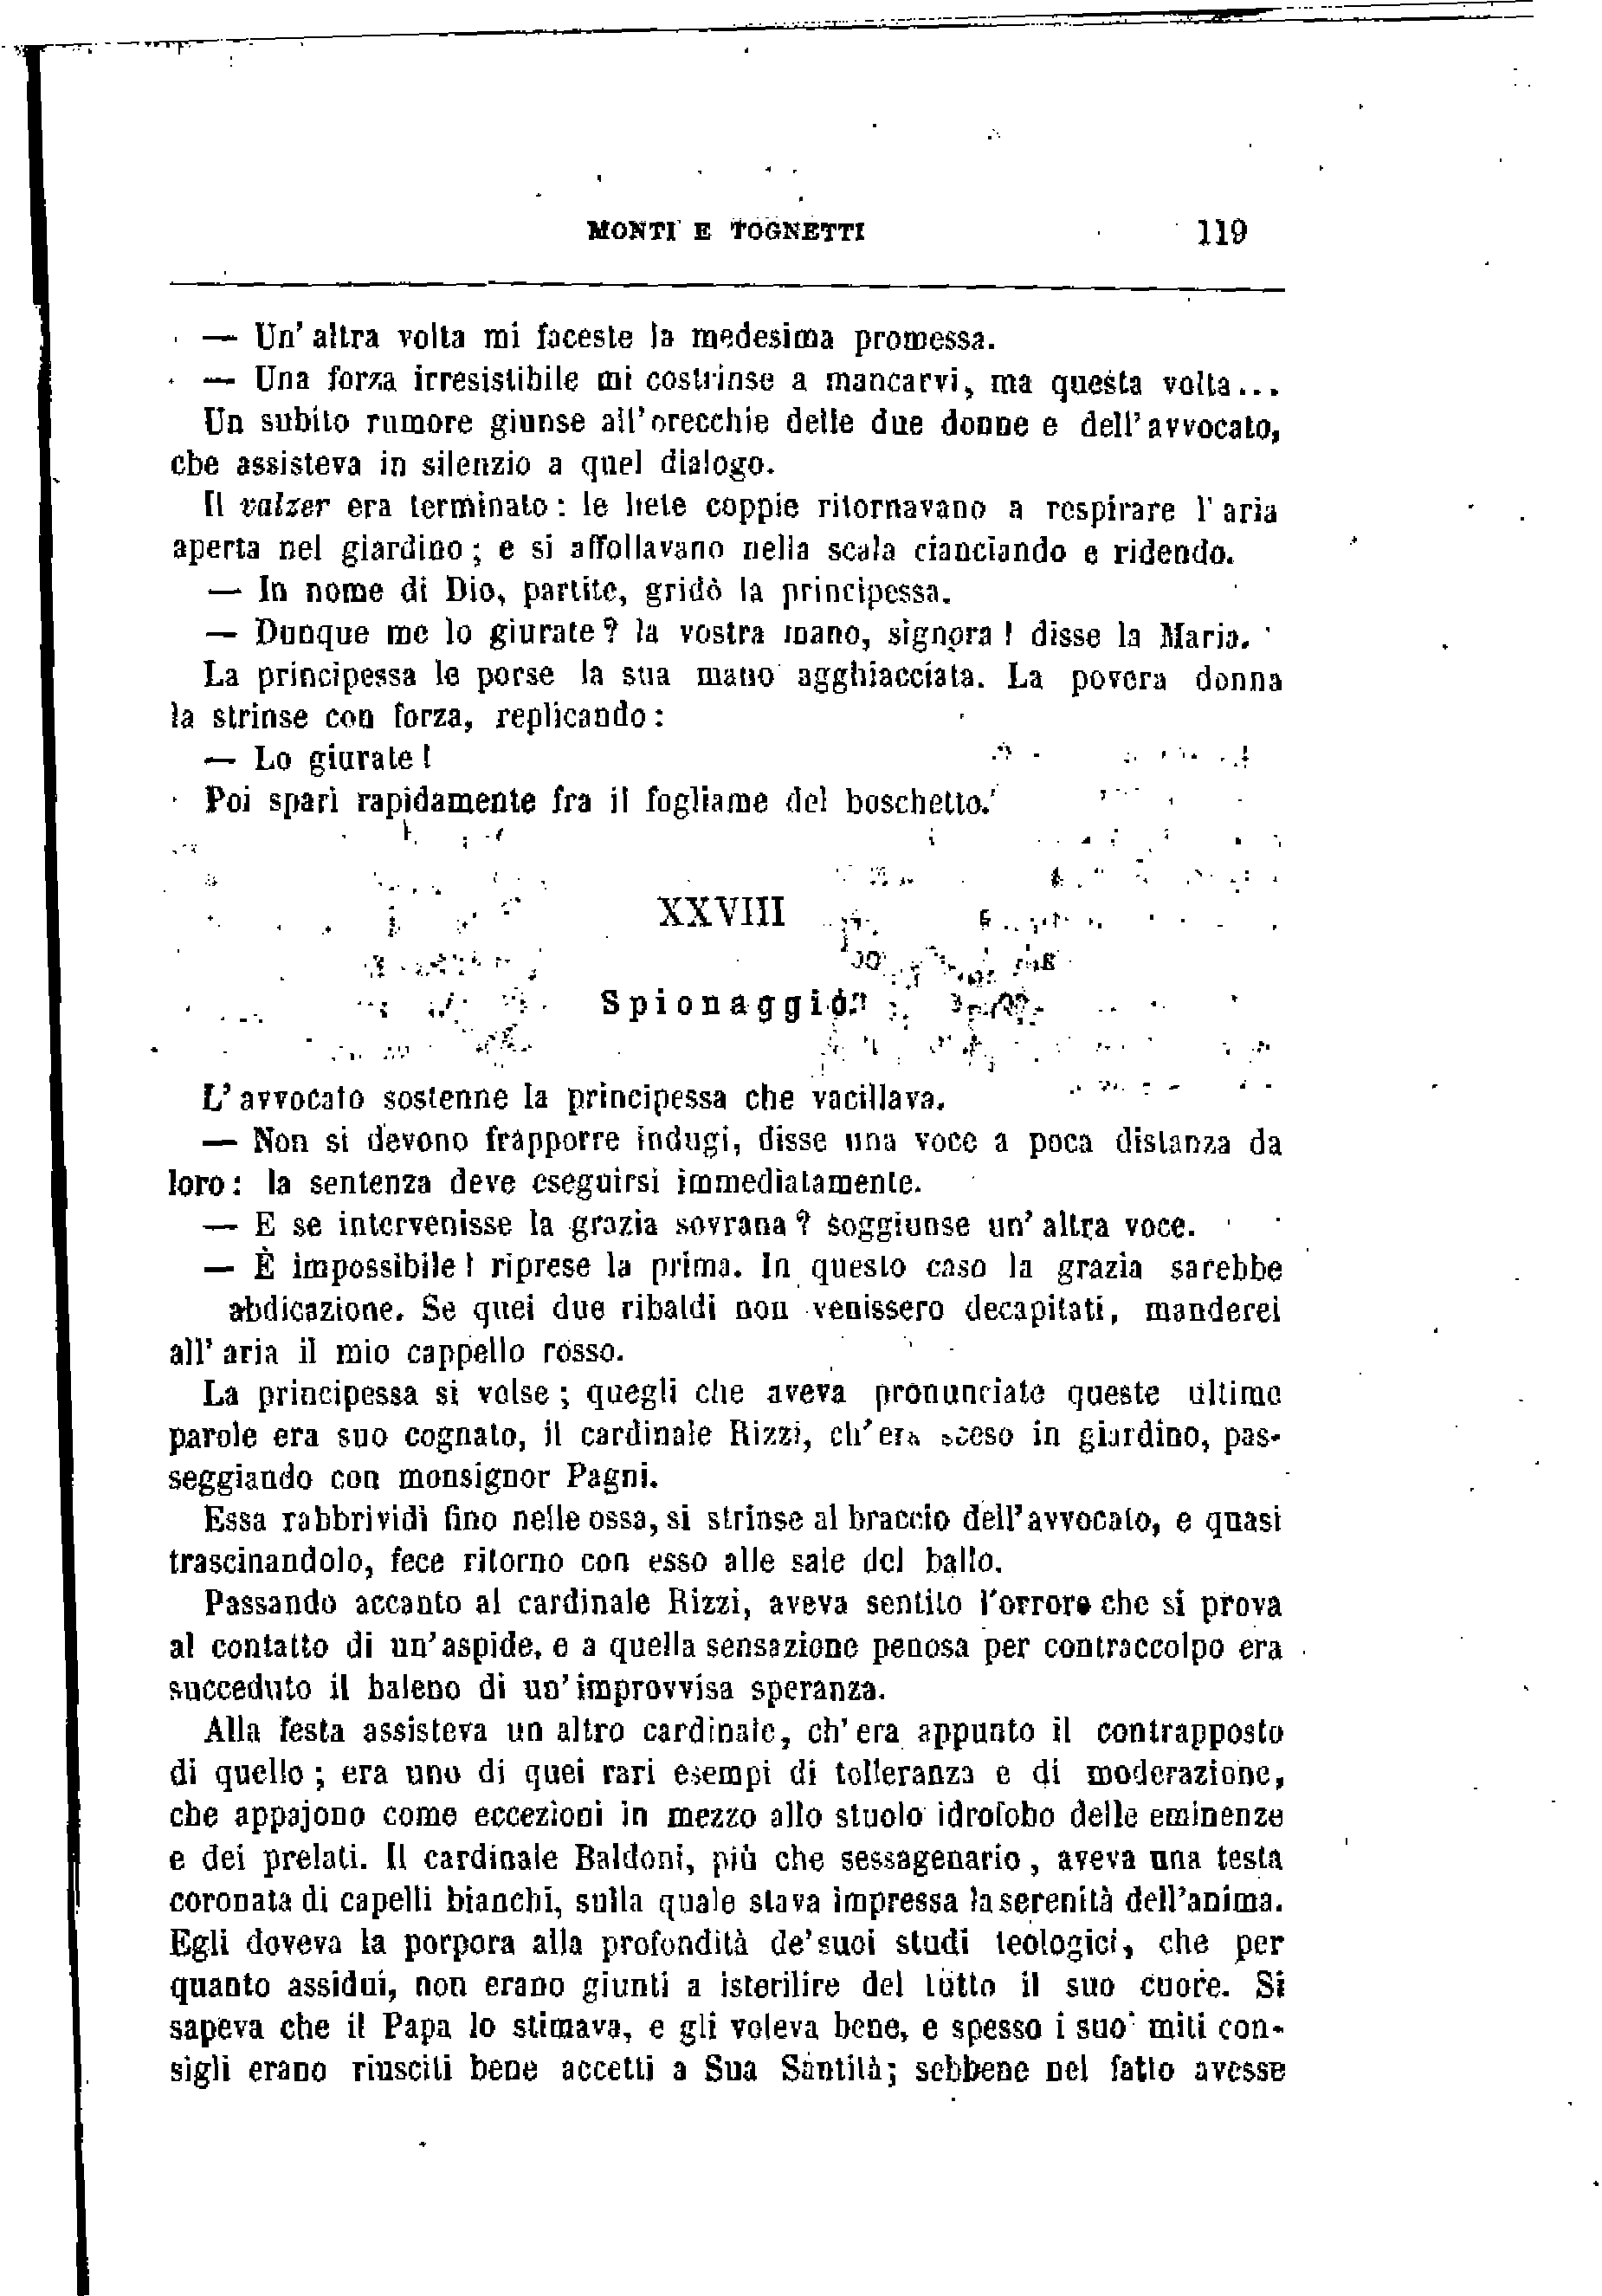 MONTI E TOGNETTI 119
— Un' altra volta mi faceste la medesima promessa.
— Una forza irresistibile mi costrinse a mancarvi, ma questa volta...
Un subito rumore giunse all'orecchie delle due donne e dell'avvocato,
che assisteva in silenzio a quel dialogo.
Il valzer era terminato: le liete coppie ritornavano a respirare l'aria
aperta nel giardino; e si affollavano nella scala cianciando e ridendo.
— In nome di Dio, partite, gridò la principessa.
— Dunque me lo giurate? la vostra mano, signora! disse la Maria.
La principessa le porse la sua mano agghiacciata. La povera donna
la strinse con forza, replicando:
— Lo giurate!
Poi sparì rapidamente fra il fogliame del boschetto.
XXVIII
Spionaggio.
L'avvocato sostenne la principessa che vacillava.
— Non si devono frapporre indugi, disse una voce a poca distanza da
loro: la sentenza deve eseguirsi immediatamente.
— E se intervenisse la grazia sovrana? soggiunse un'altra voce.
— È impossibile! riprese la prima. In questo caso la grazia sarebbe
abdicazione. Se quei due ribaldi non venissero decapitati, manderei
all'aria il mio cappello rosso.
La principessa si volse; quegli che aveva pronunciate queste ultime
parole era suo cognato, il cardinale Rizzi, ch'era sceso in giardino, pas-
seggiando con monsignor Pagni.
Essa rabbrividì fino nelle ossa, si strinse al braccio dell'avvocato, e quasi
trascinandolo, fece ritorno con esso alle sale del ballo.
Passando accanto al cardinale Rizzi, aveva sentito l'orrore che si prova
al contatto di un'aspide, e a quella sensazione penosa per contraccolpo era
succeduto il baleno di un'improvvisa speranza.
Alla festa assisteva un altro cardinale, ch'era appunto il contrapposto
di quello; era uno di quei rari esempi di tolleranza e di moderazione,
che appajono come eccezioni in mezzo allo stuolo idrofobo delle eminenze
e dei prelati. Il cardinale Baldoni, più che sessagenario, aveva una testa
coronata di capelli bianchi, sulla quale stava impressa la serenità dell'anima.
Egli doveva la porpora alla profondità de'suoi studi teologici, che per
quanto assidui, non erano giunti a isterilire del tutto il suo cuore. Si
sapeva che il Papa lo stimava, e gli voleva bene, e spesso i suoi miti con-
sigli erano riusciti bene accetti a Sua Santità; sebbene nel fatto avesse